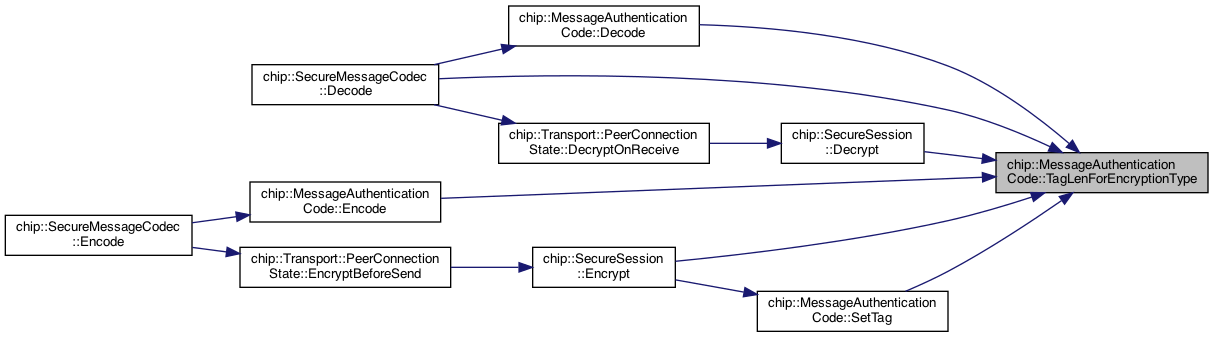 chip::MessageAuthentication
Code::Decode
chip::SecureMessageCodec
::Decode
chip::Transport::PeerConnection
State::DecryptOnReceive
chip::SecureSession
::Decrypt
chip::MessageAuthentication
Code::TagLenForEncryptionType
chip::MessageAuthentication
Code::Encode
chip::SecureMessageCodec
::Encode
chip::Transport::PeerConnection
State::EncryptBeforeSend
chip::SecureSession
::Encrypt
chip::MessageAuthentication
Code::SetTag